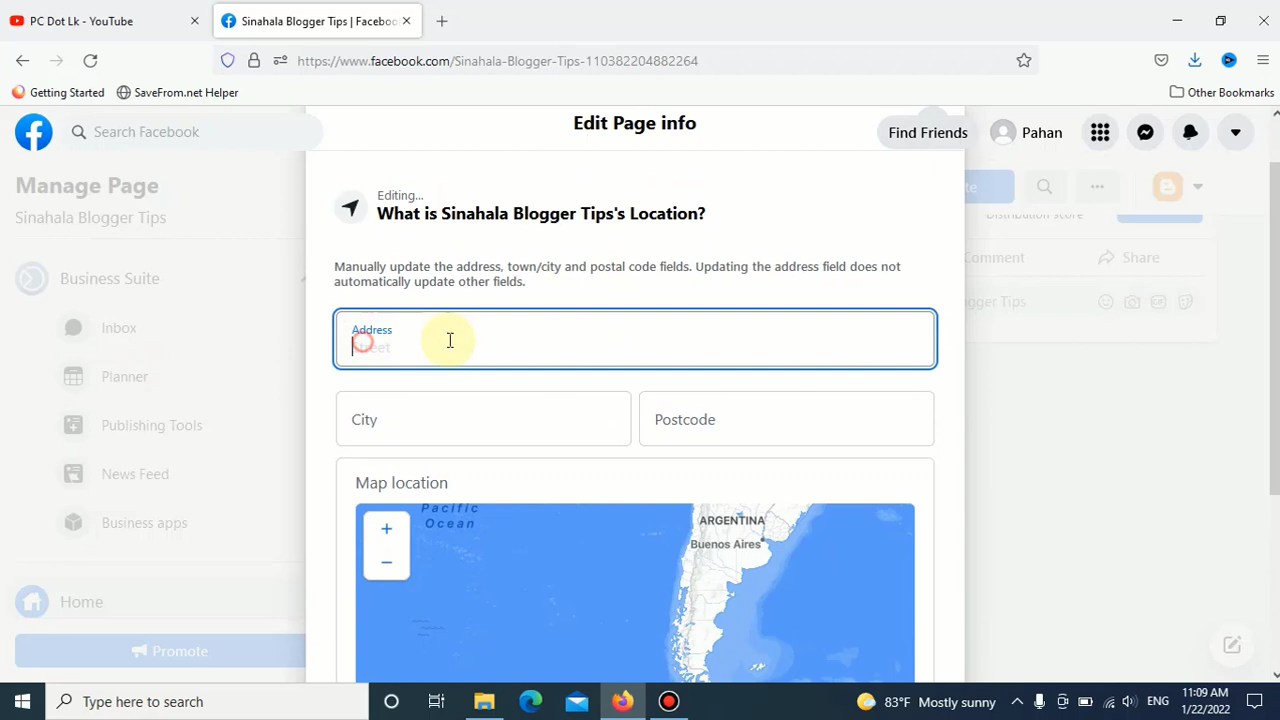 PC Dot Lk - YouTube
Sinahala Blogger Tips | Faceboo
https://www.facebook.com/Sinahala-Blogger-Tips-110382204882264
Getting Started
SaveFrom.net Helper
Other Bookmarks
Search Facebook
Edit Page info
Find Friends
Pahan
Manage Page
Sinahala Blogger Tips
Editing...
What is Sinahala Blogger Tips's Location?
Distribution score
Business Suite
Manually update the address, town/city and postal code fields. Updating the address field does not
automatically update other fields.
Comment
Share
Inbox
Address
Street
Planner
City
Postcode
Publishing Tools
News Feed
Map location
Business apps
Pacific
Ocean
ARGENTINA
Buenos Aires
Home
Promote
Type here to search
83°F Mostly sunny
ENG
11:09 AM
1/22/2022